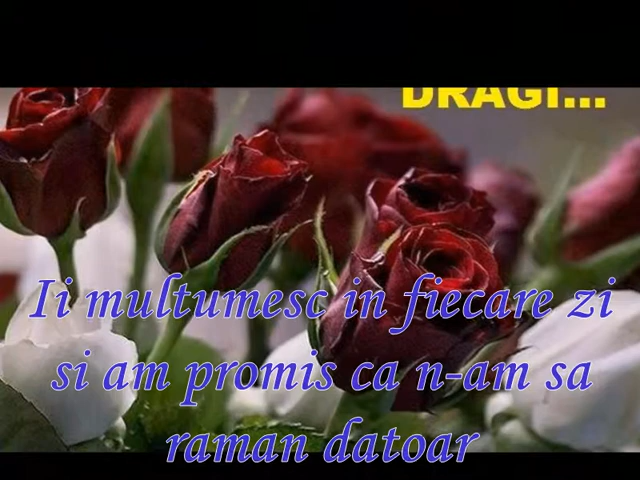 DRAGI...
Ii multumesc in fiecare zi
si am promis ca n-am sa
raman datoar